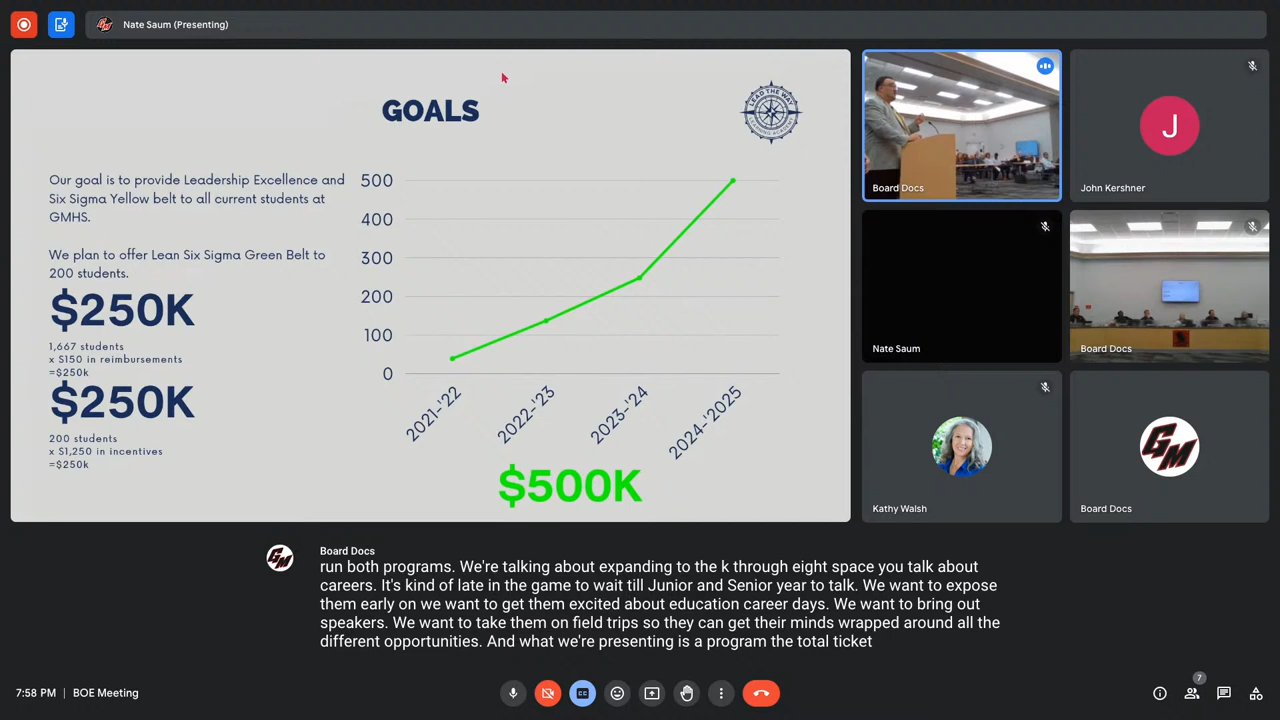 Nate Saum (Presenting)
GOALS
LEAD THE WAY
LEARNING ACADEMY
Our goal is to provide Leadership Excellence and
Six Sigma Yellow belt to all current students at
GMHS.
We plan to offer Lean Six Sigma Green Belt to
200 students.
$250K
1,667 students
x $150 in reimbursements
=$250k
$250K
200 students
x $1,250 in incentives
=$250k
500
400
300
200
100
0
2021-'22
2022-'23
2023-'24
2024-'2025
$500K
Board Docs
J
John Kershner
Nate Saum
Board Docs
Kathy Walsh
GM
Board Docs
GM
Board Docs
run both programs. We're talking about expanding to the k through eight space you talk about
careers. It's kind of late in the game to wait till Junior and Senior year to talk. We want to expose
them early on we want to get them excited about education career days. We want to bring out
speakers. We want to take them on field trips so they can get their minds wrapped around all the
different opportunities. And what we're presenting is a program the total ticket
7:58 PM | BOE Meeting
CC
7